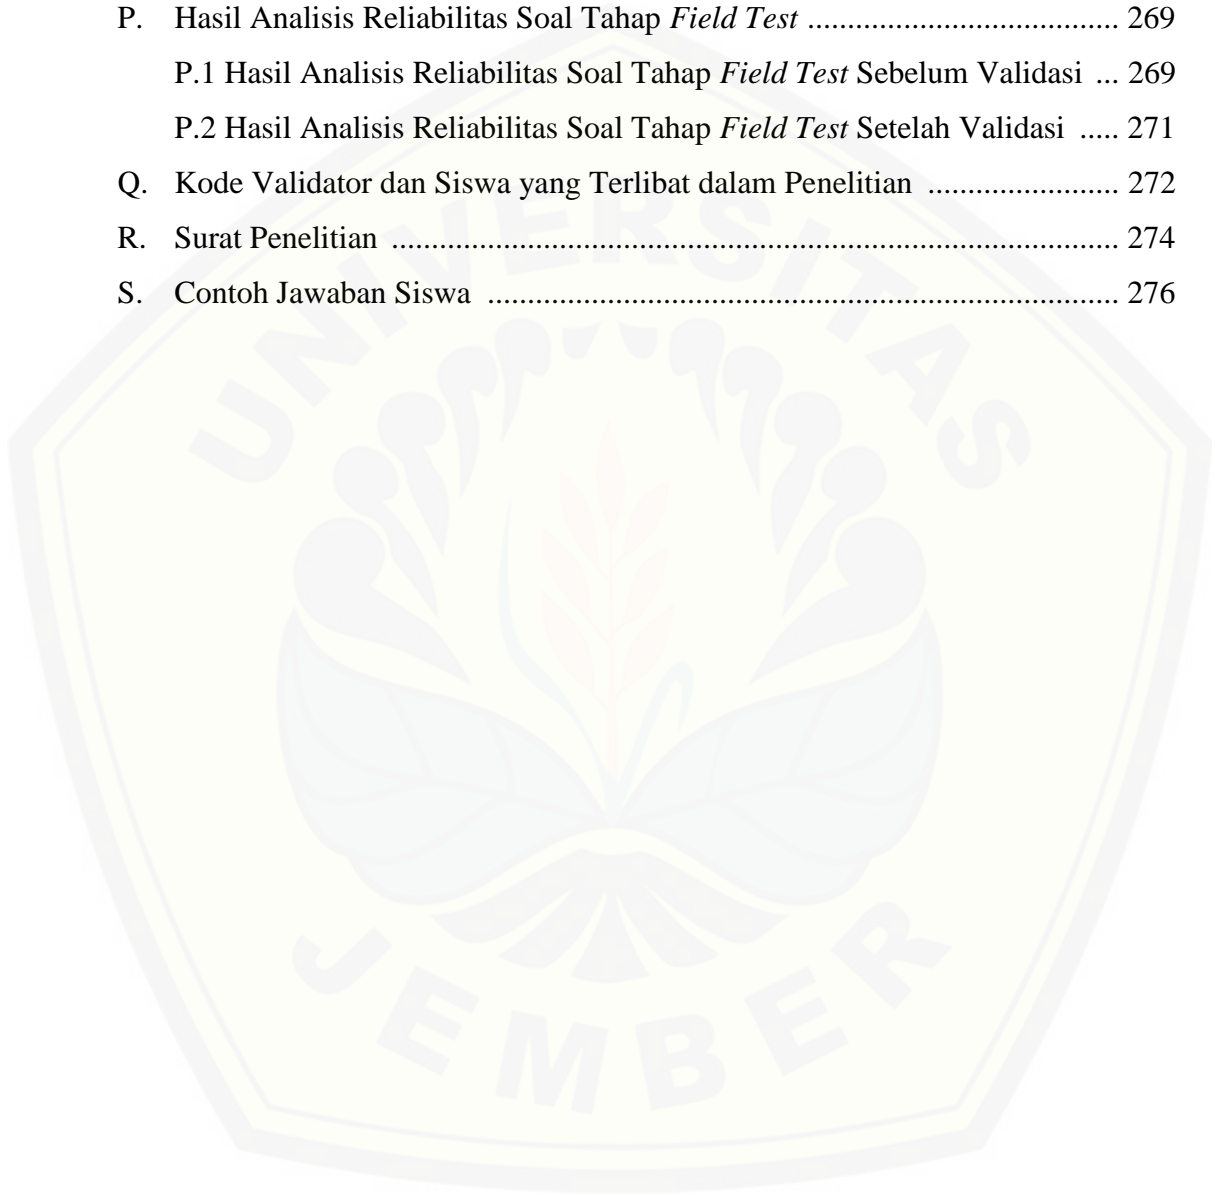 P. Hasil Analisis Reliabilitas Soal Tahap Field Test ................................. 269
P.1 Hasil Analisis Reliabilitas Soal Tahap Field Test Sebelum Validasi ... 269
P.2 Hasil Analisis Reliabilitas Soal Tahap Field Test Setelah Validasi ..... 271
Q. Kode Validator dan Siswa yang Terlibat dalam Penelitian ........................ 272
R. Surat Penelitian ............................................................................................. 274
S. Contoh Jawaban Siswa ................................................................................ 276
UNIVERSITAS
JEMBER